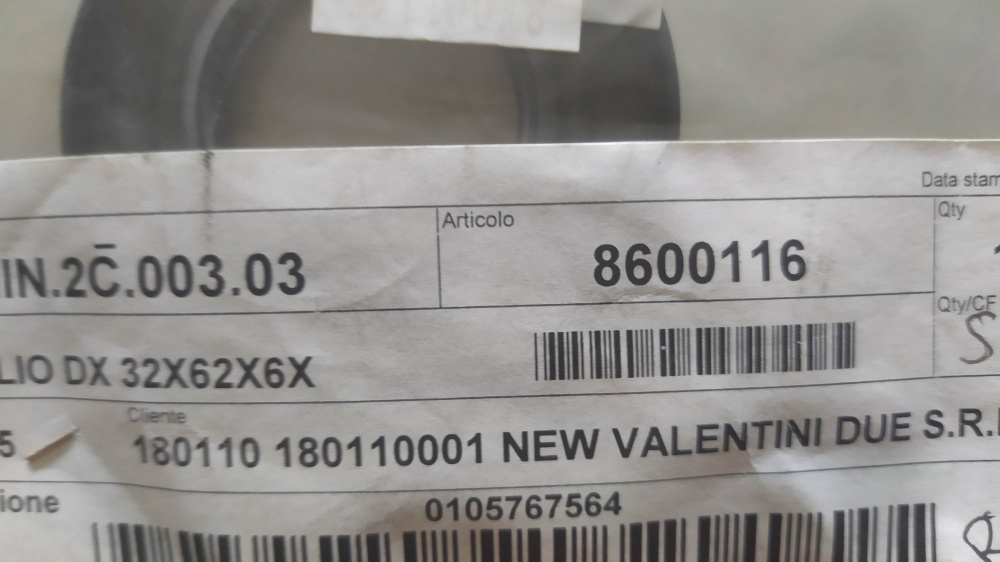 Data stam
Articolo
Qty
IN.2C.003.03
8600116
Qty/CF
S
LIO DX 32X62X6X
Cliente
5
180110 180110001 NEW VALENTINI DUE S.R.
ione
0105767564